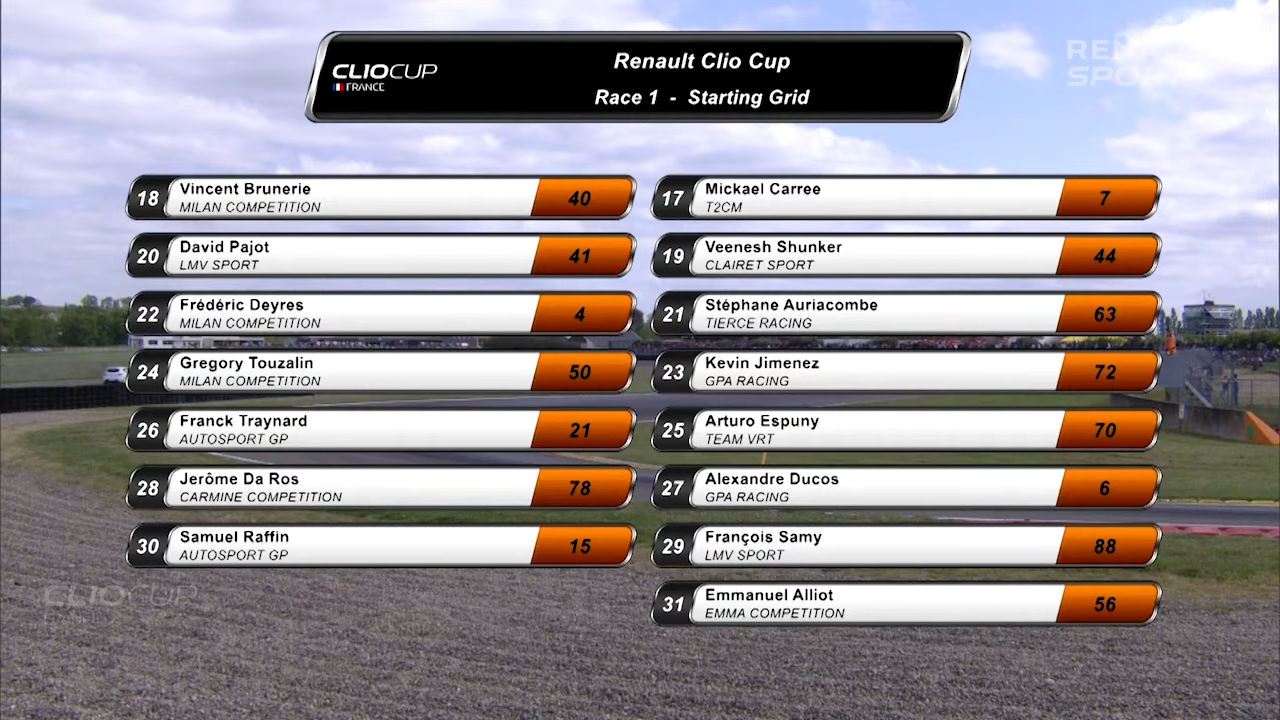 CLIOCUP
FRANCE
Renault Clio Cup
Race 1 - Starting Grid
18 Vincent Brunerie 40
MILAN COMPETITION
17 Mickael Carree 7
T2CM
20 David Pajot 41
LMV SPORT
19 Veenesh Shunker 44
CLAIRET SPORT
22 Frédéric Deyres 4
MILAN COMPETITION
21 Stéphane Auriacombe 63
TIERCE RACING
24 Gregory Touzalin 50
MILAN COMPETITION
23 Kevin Jimenez 72
GPA RACING
26 Franck Traynard 21
AUTOSPORT GP
25 Arturo Espuny 70
TEAM VRT
28 Jerôme Da Ros 78
CARMINE COMPETITION
27 Alexandre Ducos 6
GPA RACING
30 Samuel Raffin 15
AUTOSPORT GP
29 François Samy 88
LMV SPORT
31 Emmanuel Alliot 56
EMMA COMPETITION
CLIOCUP